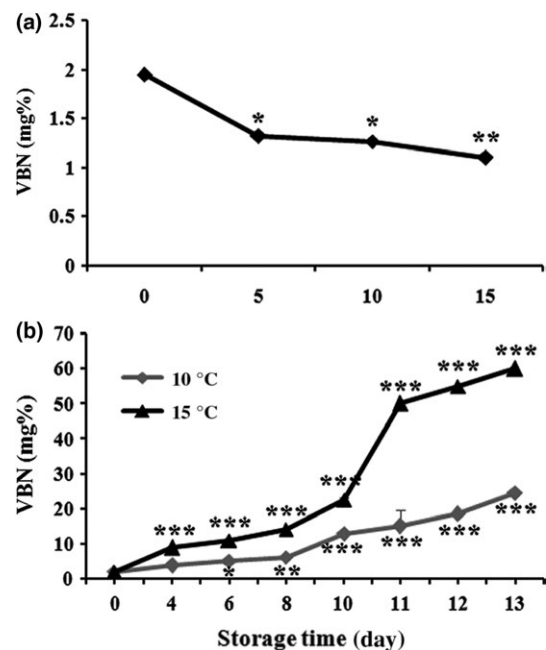 (a)
2.5
2
1.5
1
0.5
0
VBN (mg%)
*
*
**
0 5 10 15
(b)
70
60
50
40
30
20
10
0
VBN (mg%)
10 °C
15 °C
*** *** *** *** *** *** ***
* ** *** *** *** ***
0 4 6 8 10 11 12 13
Storage time (day)